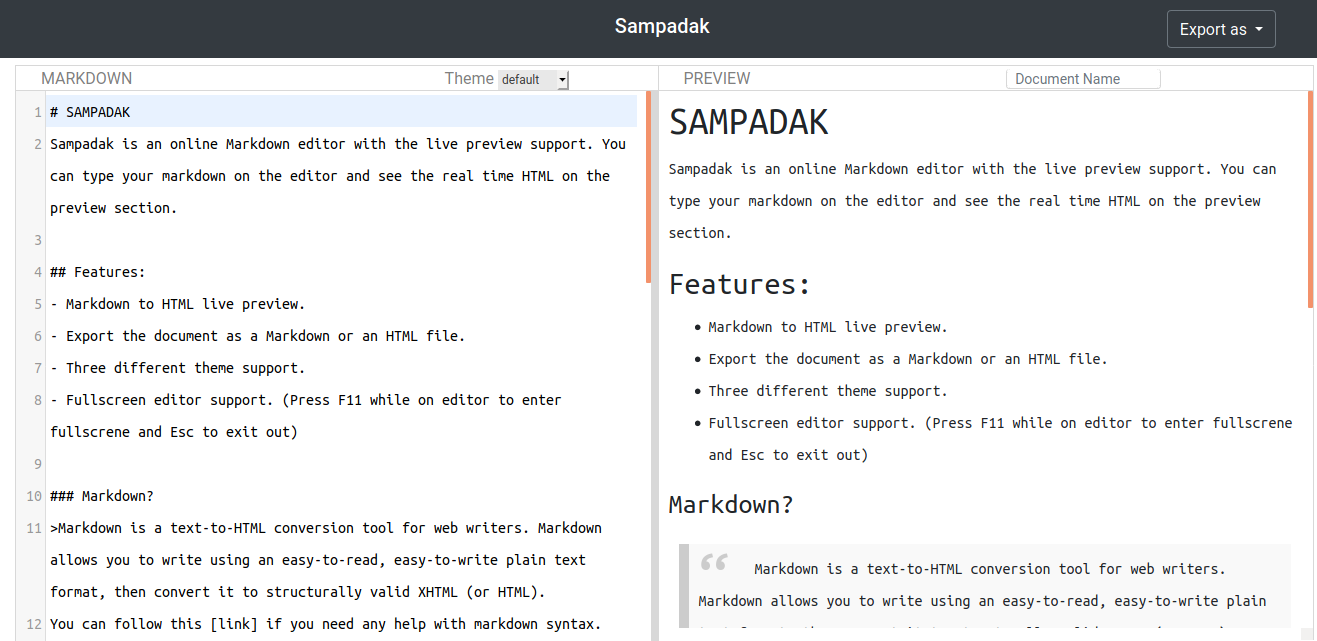 Sampadak
Export as
MARKDOWN
Theme default
1 # SAMPADAK
2 Sampadak is an online Markdown editor with the live preview support. You
can type your markdown on the editor and see the real time HTML on the
preview section.
3
4 ## Features:
5 - Markdown to HTML live preview.
6 - Export the document as a Markdown or an HTML file.
7 - Three different theme support.
8 - Fullscreen editor support. (Press F11 while on editor to enter
fullscrene and Esc to exit out)
9
10 ### Markdown?
11 >Markdown is a text-to-HTML conversion tool for web writers. Markdown
allows you to write using an easy-to-read, easy-to-write plain text
format, then convert it to structurally valid XHTML (or HTML).
12 You can follow this [link] if you need any help with markdown syntax.
PREVIEW
Document Name
SAMPADAK
Sampadak is an online Markdown editor with the live preview support. You can
type your markdown on the editor and see the real time HTML on the preview
section.
Features:
• Markdown to HTML live preview.
• Export the document as a Markdown or an HTML file.
• Three different theme support.
• Fullscreen editor support. (Press F11 while on editor to enter fullscrene
and Esc to exit out)
Markdown?
“ Markdown is a text-to-HTML conversion tool for web writers.
Markdown allows you to write using an easy-to-read, easy-to-write plain